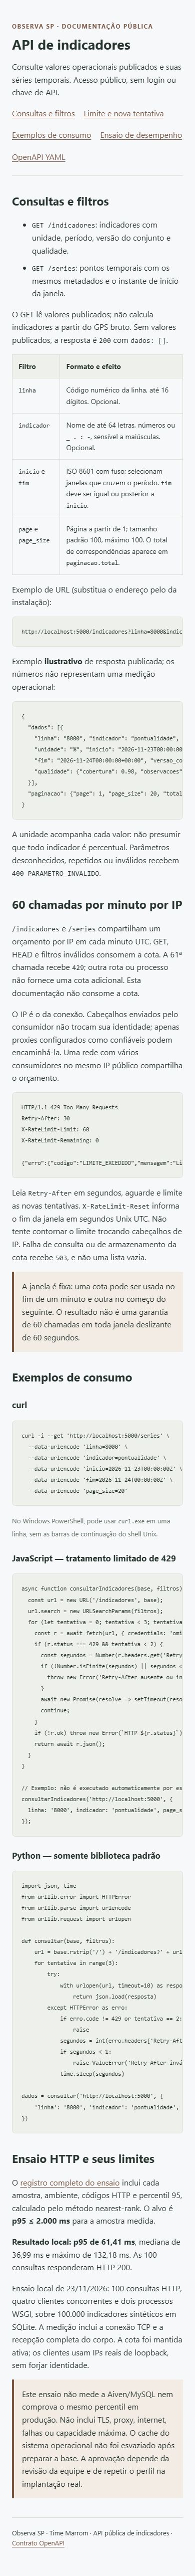 OBSERVA SP · DOCUMENTAÇÃO PÚBLICA
API de indicadores
Consulte valores operacionais publicados e suas
séries temporais. Acesso público, sem login ou
chave de API.
Consultas e filtros Limite e nova tentativa
Exemplos de consumo Ensaio de desempenho
OpenAPI YAML
Consultas e filtros
• GET /indicadores: indicadores com
unidade, período, versão do conjunto e
qualidade.
• GET /series: pontos temporais com os
mesmos metadados e o instante de início
da janela.
O GET lê valores publicados; não calcula
indicadores a partir do GPS bruto. Sem valores
publicados, a resposta é 200 com dados: [].
Filtro Formato e efeito
linha Código numérico da linha, até 16
dígitos. Opcional.
indicador Nome de até 64 letras, números ou
_ . : -, sensível a maiúsculas.
Opcional.
inicio e fim ISO 8601 com fuso; selecionam
janelas que cruzem o período. fim
deve ser igual ou posterior a
inicio.
page e page_size Página a partir de 1; tamanho
padrão 100, máximo 100. O total
de correspondências aparece em
paginacao.total.
Exemplo de URL (substitua o endereço pelo da
instalação):
http://localhost:5000/indicadores?linha=8000&indic
Exemplo ilustrativo de resposta publicada; os
números não representam uma medição
operacional:
{
"dados": [{
"linha": "8000", "indicador": "pontualidade",
"unidade": "%", "inicio": "2026-11-23T00:00:00
"fim": "2026-11-24T00:00:00+00:00", "versao_co
"qualidade": {"cobertura": 0.98, "observacoes"
}],
"paginacao": {"page": 1, "page_size": 20, "total
}
A unidade acompanha cada valor: não presumir
que todo indicador é percentual. Parâmetros
desconhecidos, repetidos ou inválidos recebem
400 PARAMETRO_INVALIDO.
60 chamadas por minuto por IP
/indicadores e /series compartilham um
orçamento por IP em cada minuto UTC. GET,
HEAD e filtros inválidos consomem a cota. A 61ª
chamada recebe 429; outra rota ou processo
não fornece uma cota adicional. Esta
documentação não consome a cota.
O IP é o da conexão. Cabeçalhos enviados pelo
consumidor não trocam sua identidade; apenas
proxies configurados como confiáveis podem
encaminhá-la. Uma rede com vários
consumidores no mesmo IP público compartilha
o orçamento.
HTTP/1.1 429 Too Many Requests
Retry-After: 30
X-RateLimit-Limit: 60
X-RateLimit-Remaining: 0
{"erro":{"codigo":"LIMITE_EXCEDIDO","mensagem":"Li
Leia Retry-After em segundos, aguarde e limite
as novas tentativas. X-RateLimit-Reset informa
o fim da janela em segundos Unix UTC. Não
tente contornar o limite trocando cabeçalhos de
IP. Falha de consulta ou de armazenamento da
cota recebe 503, e não uma lista vazia.
A janela é fixa: uma cota pode ser usada no
fim de um minuto e outra no começo do
seguinte. O resultado não é uma garantia
de 60 chamadas em toda janela deslizante
de 60 segundos.
Exemplos de consumo
curl
curl -i --get 'http://localhost:5000/series' \
--data-urlencode 'linha=8000' \
--data-urlencode 'indicador=pontualidade' \
--data-urlencode 'inicio=2026-11-23T00:00:00Z' \
--data-urlencode 'fim=2026-11-24T00:00:00Z' \
--data-urlencode 'page_size=20'
No Windows PowerShell, pode usar curl.exe em uma
linha, sem as barras de continuação do shell Unix.
JavaScript — tratamento limitado de 429
async function consultarIndicadores(base, filtros)
const url = new URL('/indicadores', base);
url.search = new URLSearchParams(filtros);
for (let tentativa = 0; tentativa < 3; tentativa
const r = await fetch(url, { credentials: 'omi
if (r.status === 429 && tentativa < 2) {
const segundos = Number(r.headers.get('Retry
if (!Number.isFinite(segundos) || segundos <
throw new Error('Retry-After ausente ou in
}
await new Promise(resolve => setTimeout(reso
continue;
}
if (!r.ok) throw new Error(`HTTP ${r.status}`)
return await r.json();
}
}
// Exemplo: não é executado automaticamente por es
consultarIndicadores('http://localhost:5000', {
linha: '8000', indicador: 'pontualidade', page_s
});
Python — somente biblioteca padrão
import json, time
from urllib.error import HTTPError
from urllib.parse import urlencode
from urllib.request import urlopen
def consultar(base, filtros):
url = base.rstrip('/') + '/indicadores?' + url
for tentativa in range(3):
try:
with urlopen(url, timeout=10) as respo
return json.load(resposta)
except HTTPError as erro:
if erro.code != 429 or tentativa == 2:
raise
segundos = int(erro.headers['Retry-Aft
if segundos < 1:
raise ValueError('Retry-After invá
time.sleep(segundos)
dados = consultar('http://localhost:5000', {
'linha': '8000', 'indicador': 'pontualidade',
})
Ensaio HTTP e seus limites
O registro completo do ensaio inclui cada
amostra, ambiente, códigos HTTP e percentil 95,
calculado pelo método nearest-rank. O alvo é
p95 ≤ 2.000 ms para a amostra medida.
Resultado local: p95 de 61,41 ms, mediana de
36,99 ms e máximo de 132,18 ms. As 100
consultas responderam HTTP 200.
Ensaio local de 23/11/2026: 100 consultas HTTP,
quatro clientes concorrentes e dois processos
WSGI, sobre 100.000 indicadores sintéticos em
SQLite. A medição inclui a conexão TCP e a
recepção completa do corpo. A cota foi mantida
ativa; os clientes usam IPs reais de loopback,
sem forjar identidade.
Este ensaio não mede a Aiven/MySQL nem
comprova o mesmo percentil em
produção. Não inclui TLS, proxy, internet,
falhas ou capacidade máxima. O cache do
sistema operacional não foi esvaziado após
preparar a base. A aprovação depende da
revisão da equipe e de repetir o perfil na
implantação real.
Observa SP · Time Marrom · API pública de indicadores ·
Contrato OpenAPI